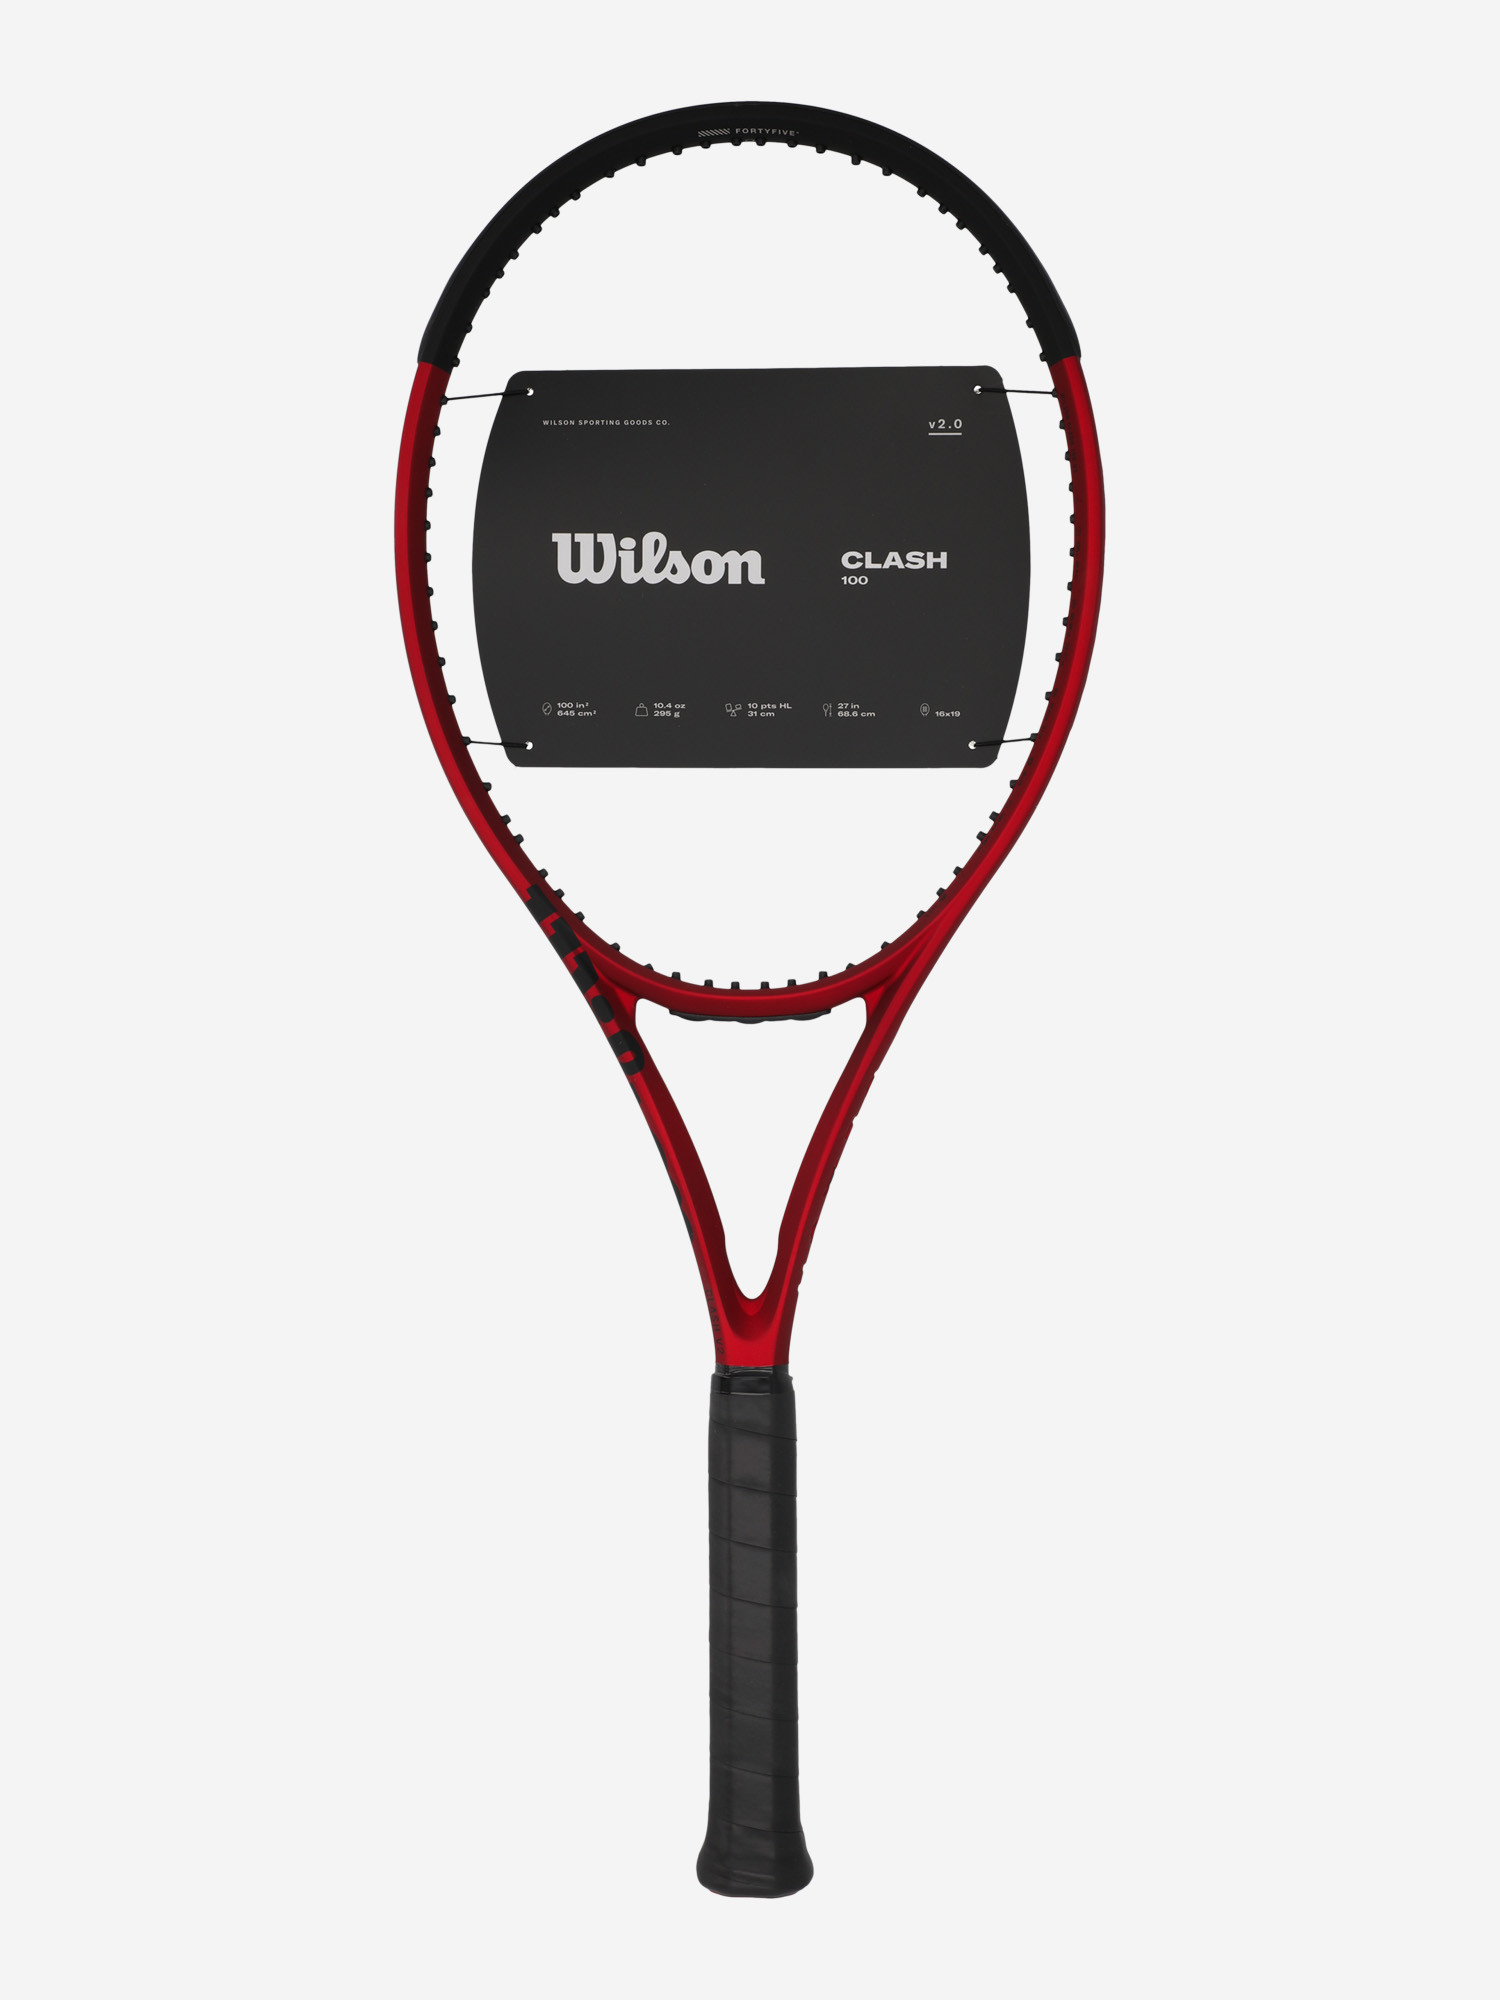 FORTYFIVE
WILSON SPORTING GOODS CO.
v2.0
Wilson
CLASH
100
100 in²
645 cm²
10.4 oz
295 g
10 pts HL
31 cm
27 in
68.6 cm
16x19